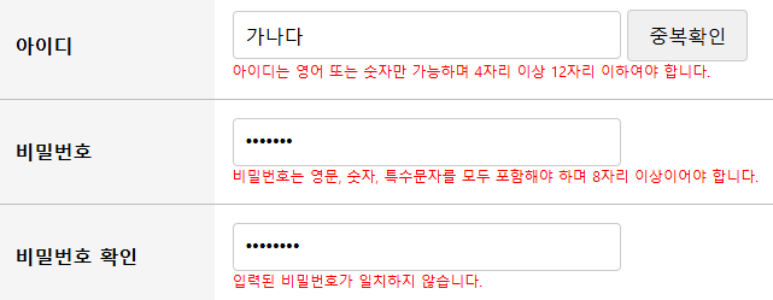 아이디
가나다
중복확인
아이디는 영어 또는 숫자만 가능하며 4자리 이상 12자리 이하여야 합니다.
비밀번호
•••••••
비밀번호는 영문, 숫자, 특수문자를 모두 포함해야 하며 8자리 이상이어야 합니다.
비밀번호 확인
••••••••
입력된 비밀번호가 일치하지 않습니다.